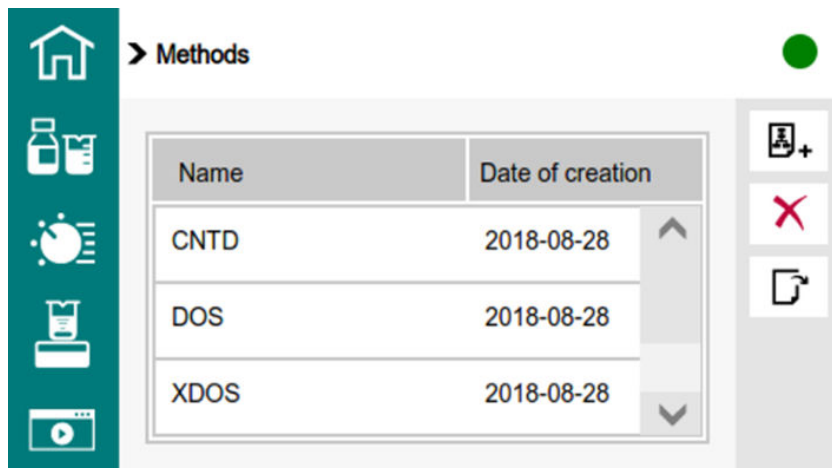 Methods
Name Date of creation
CNTD 2018-08-28
DOS 2018-08-28
XDOS 2018-08-28